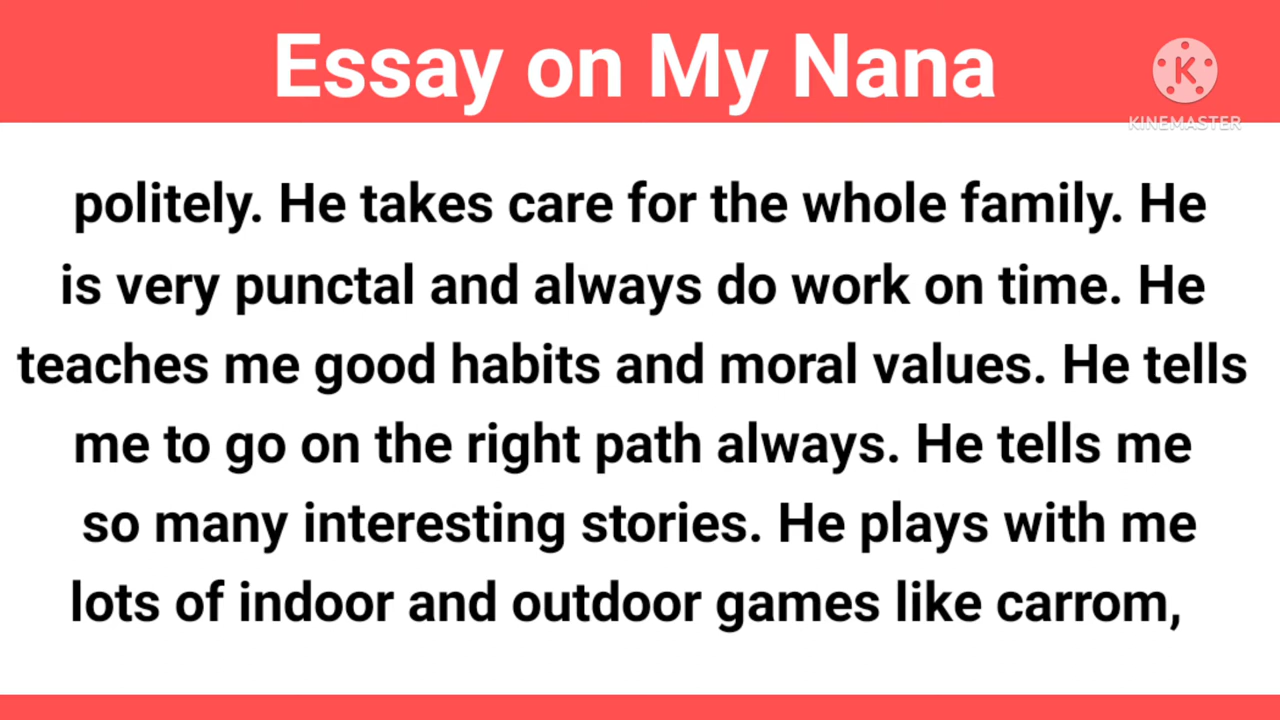 Essay on My Nana
K
KINEMASTER
politely. He takes care for the whole family. He
is very punctal and always do work on time. He
teaches me good habits and moral values. He tells
me to go on the right path always. He tells me
so many interesting stories. He plays with me
lots of indoor and outdoor games like carrom,